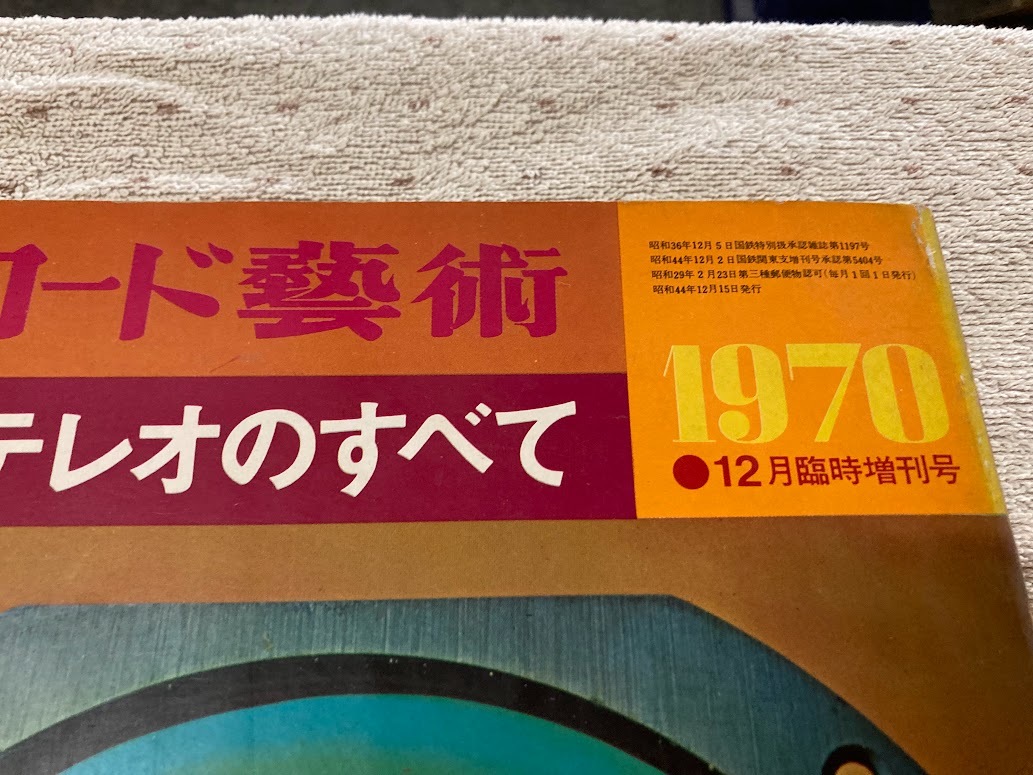 コード藝術
テレオのすべて
昭和36年12月5日国鉄特別扱承認雑誌第1197号
昭和44年12月2日国鉄関東支増刊号承認第5404号
昭和29年2月23日第三種郵便物認可(毎月1回1日発行)
昭和44年12月15日発行
1970
●12月臨時増刊号